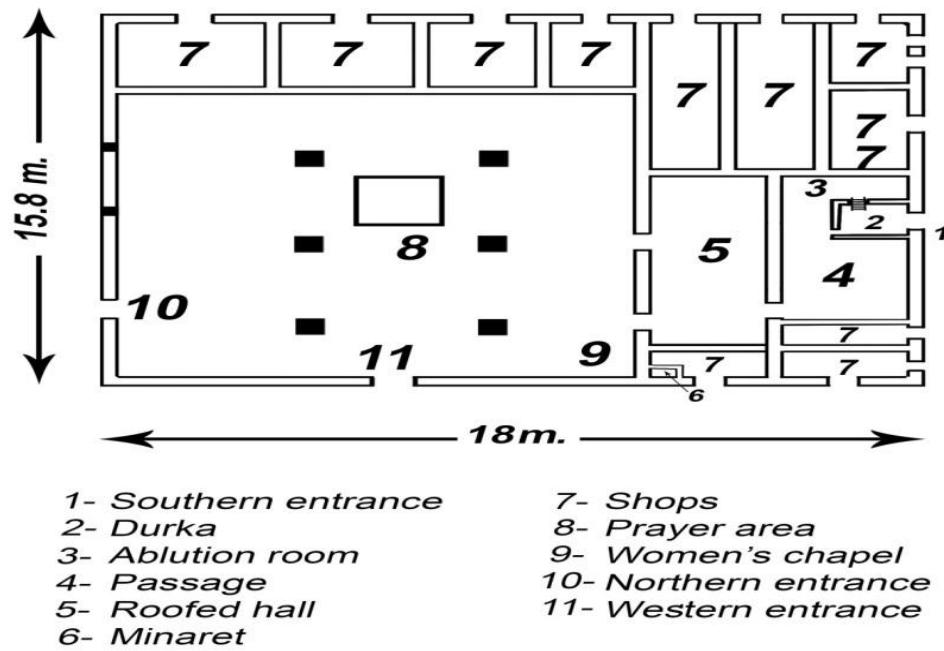 7 7 7 7 7 7 7
7
7
3
2
1
15.8 m.
8
5
4
10
7
11
9
7
7
6
18 m.
1- Southern entrance
2- Durka
3- Ablution room
4- Passage
5- Roofed hall
6- Minaret
7- Shops
8- Prayer area
9- Women's chapel
10- Northern entrance
11- Western entrance